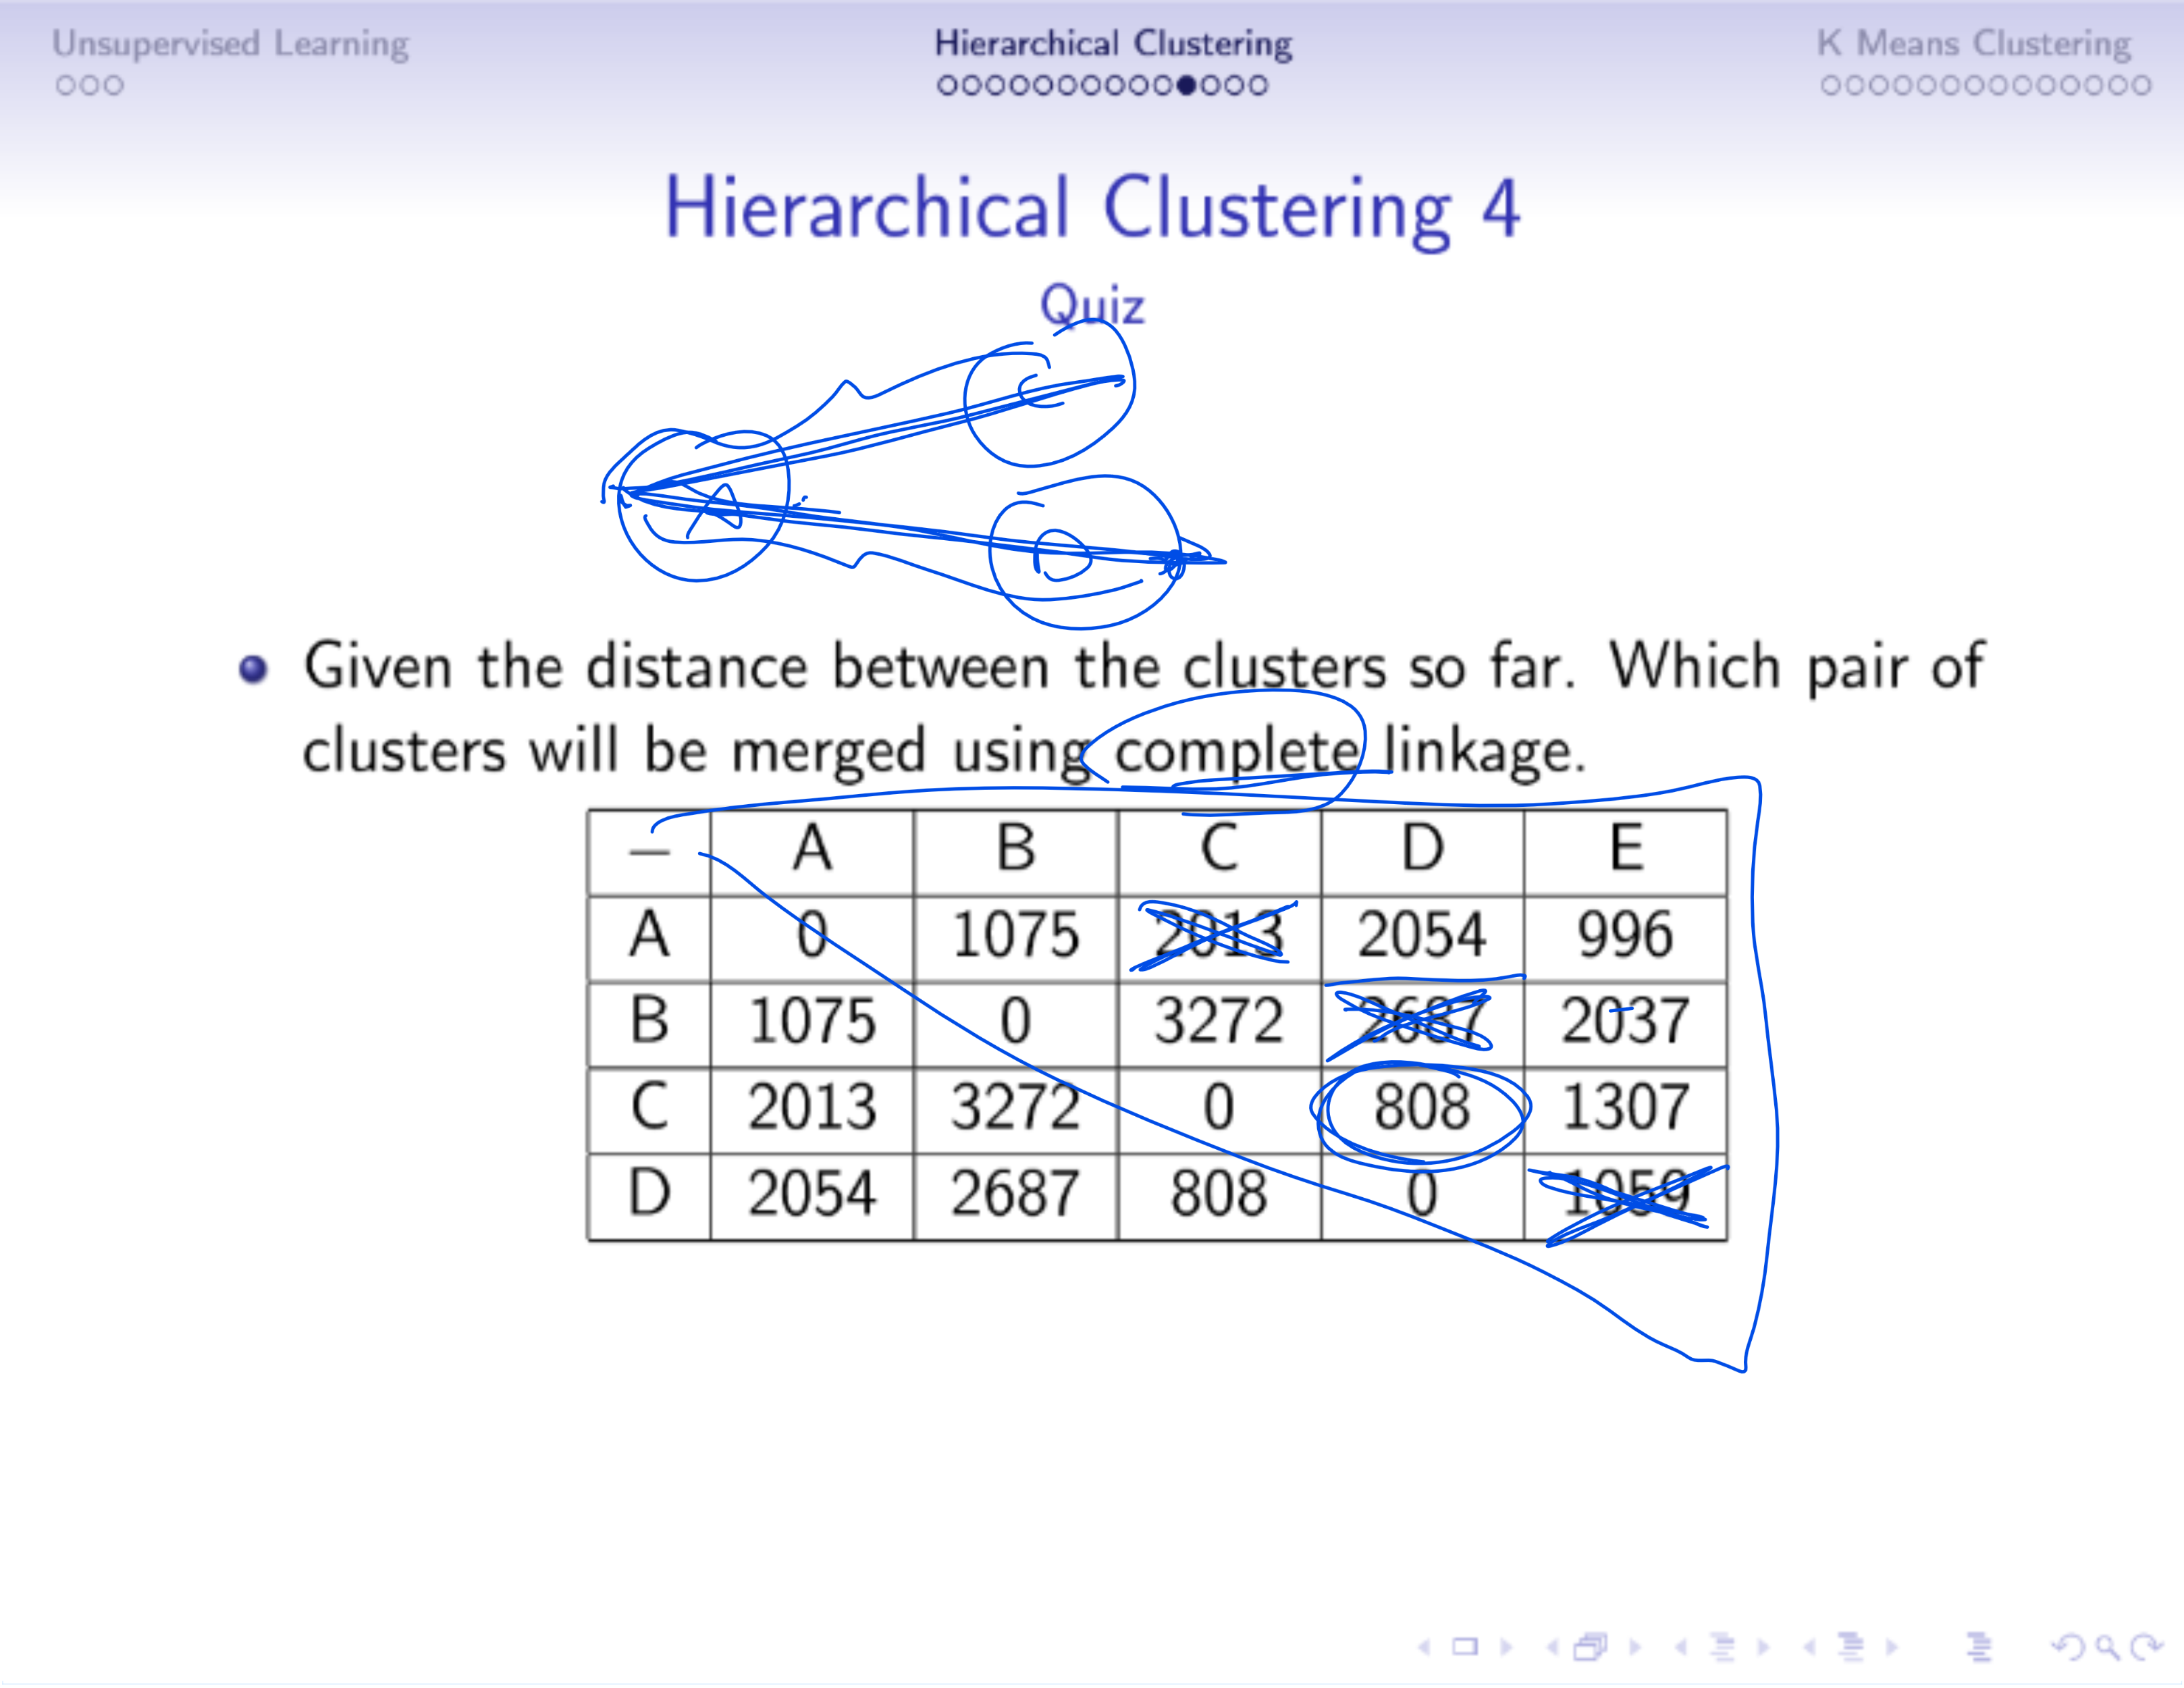 Unsupervised Learning Hierarchical Clustering K Means Clustering
Hierarchical Clustering 4
Quiz
C
A
D
Given the distance between the clusters so far. Which pair of
clusters will be merged using complete linkage.
– A B C D E
A 0 1075 2013 2054 996
B 1075 0 3272 2687 2037
C 2013 3272 0 808 1307
D 2054 2687 808 0 1059